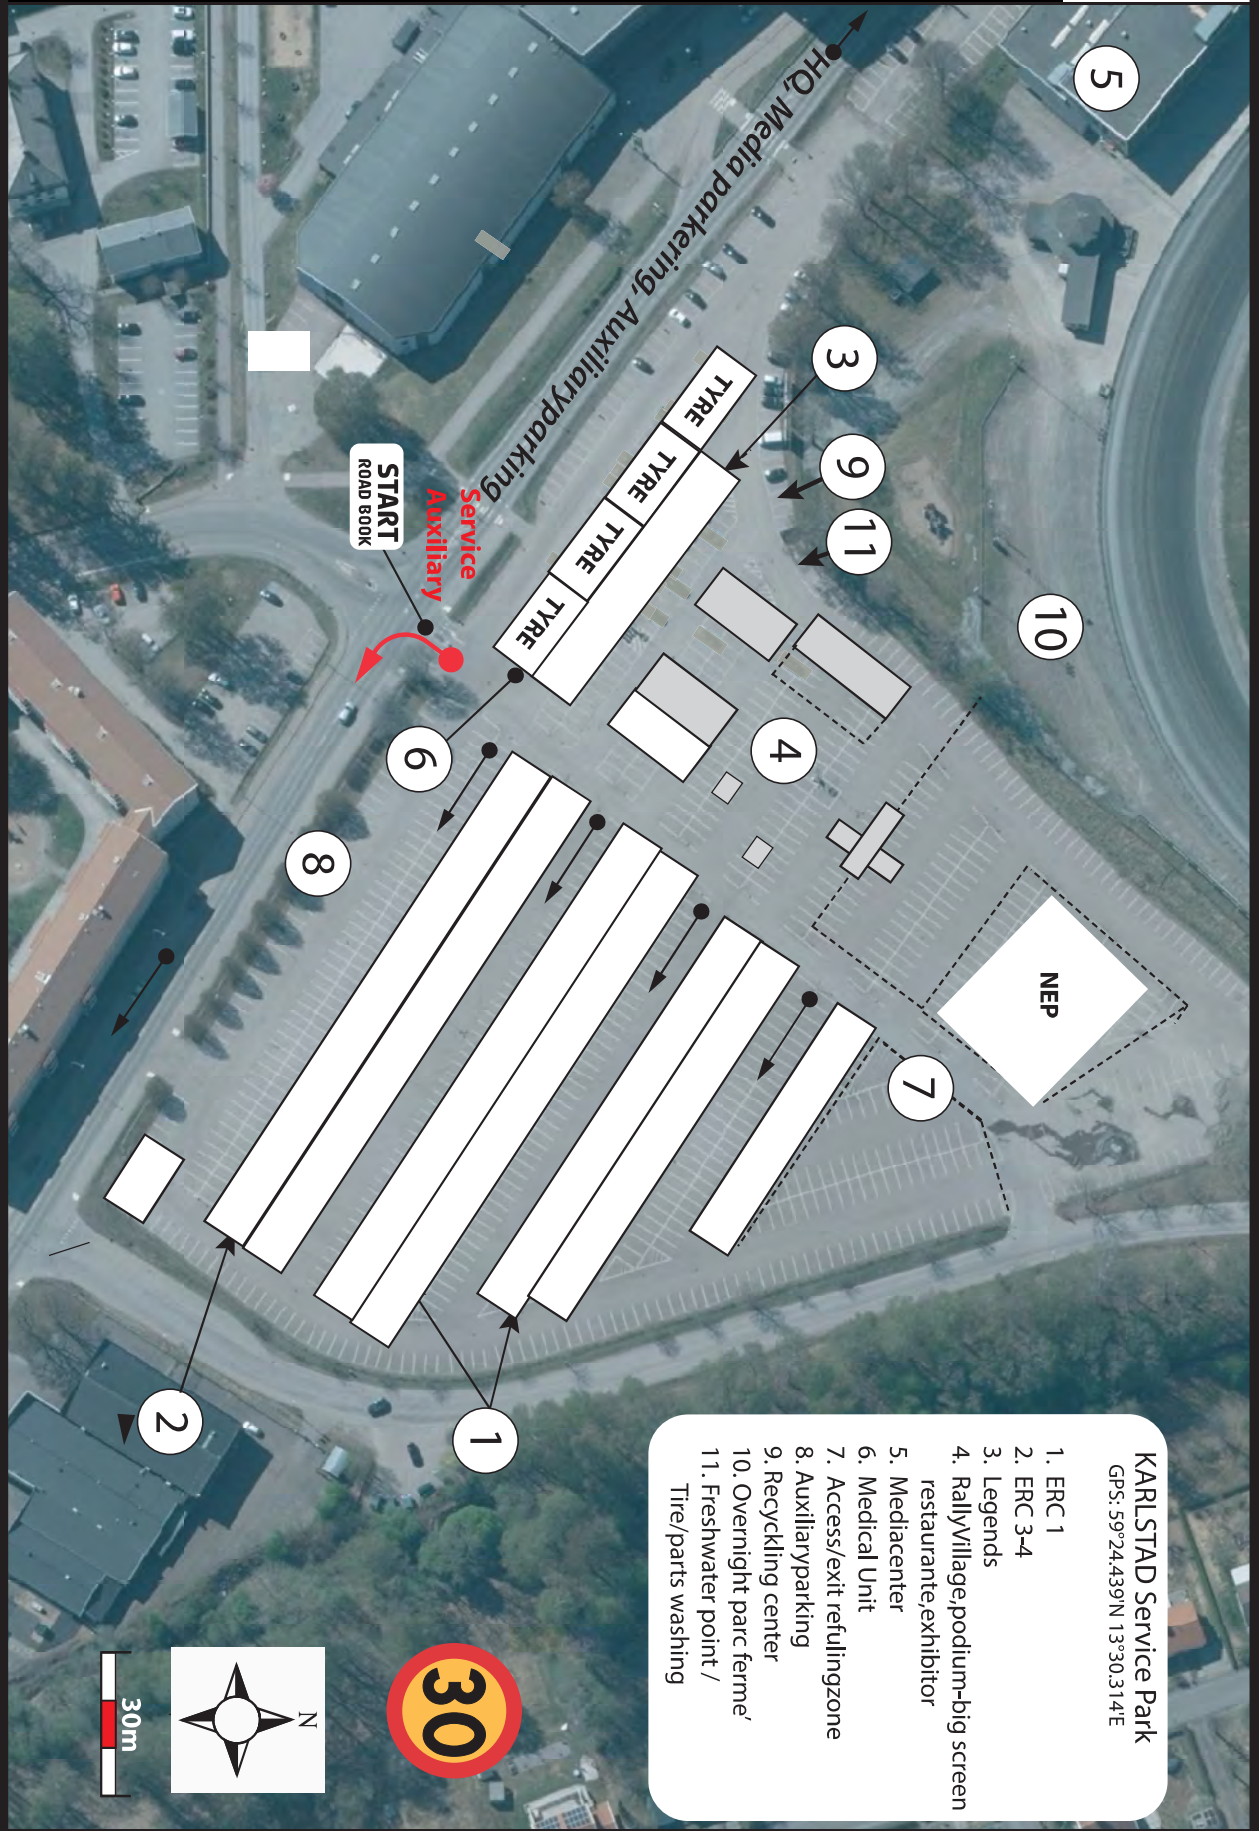 KARLSTAD Service Park
GPS: 59°24.439'N 13°30.314'E
1. ERC 1
2. ERC 3-4
3. Legends
4. RallyVillage,podium-big screen
restaurante,exhibitor
5. Mediacenter
6. Medical Unit
7. Access/exit refulingzone
8. Auxiliaryparking
9. Recyckling center
10. Overnight parc ferme´
11. Freshwater point /
Tire/parts washing
5
HQ, Media parkering, Auxiliaryparking
3
9
11
10
TYRE
TYRE
TYRE
TYRE
START
ROAD BOOK
Service
Auxiliary
6
4
8
NEP
7
2
1
30
N
30m